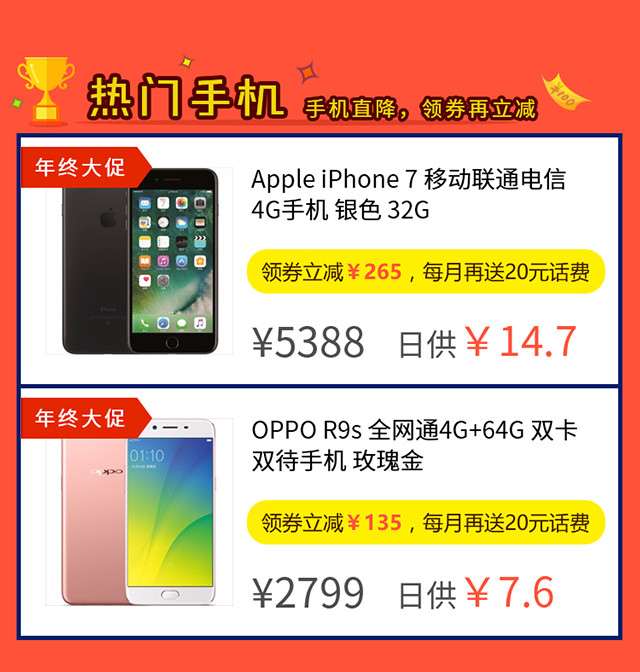 热门手机 手机直降，领券再立减
¥100
年终大促
Apple iPhone 7 移动联通电信
4G手机 银色 32G
领券立减￥265，每月再送20元话费
¥5388 日供￥14.7
年终大促
OPPO R9s 全网通4G+64G 双卡
双待手机 玫瑰金
oppo
01:10
领券立减￥135，每月再送20元话费
¥2799 日供￥7.6